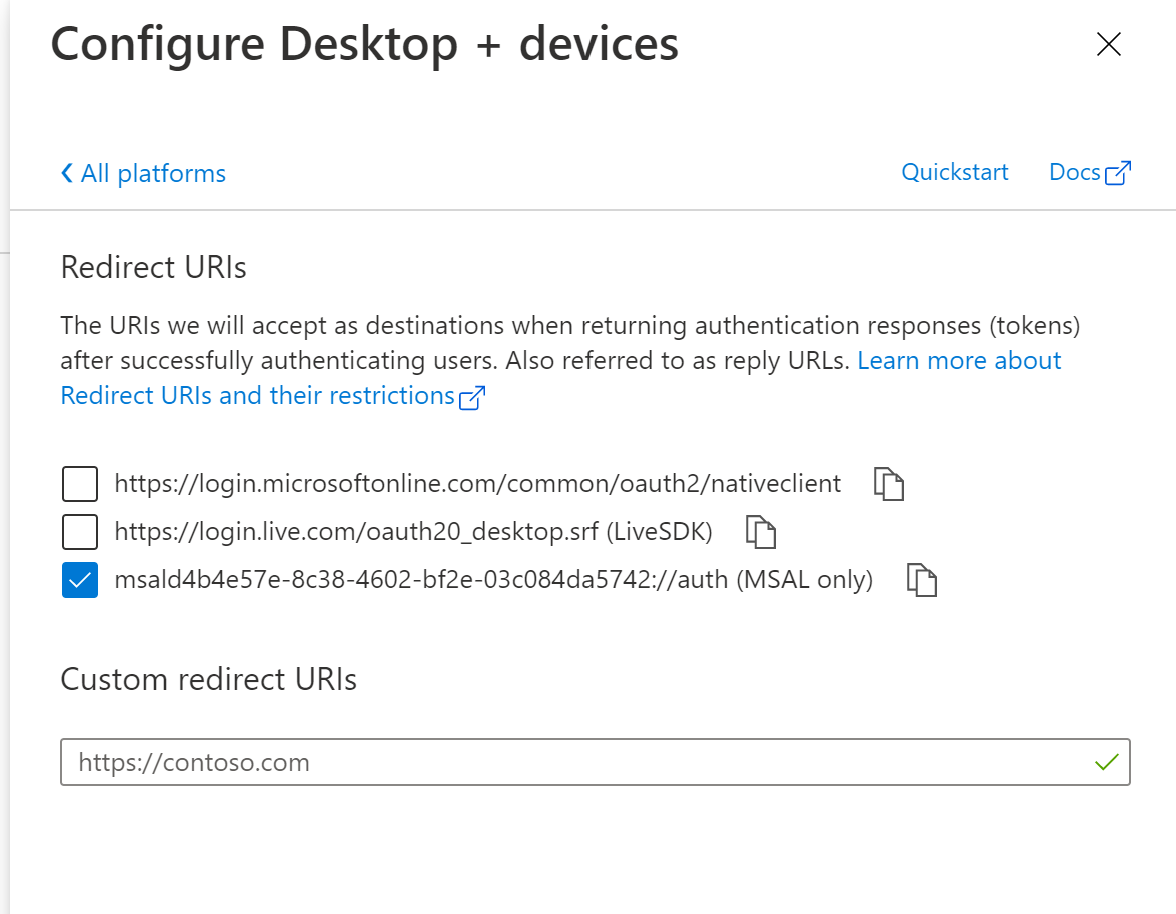 Configure Desktop + devices
All platforms
Quickstart
Docs
Redirect URIs
The URIs we will accept as destinations when returning authentication responses (tokens)
after successfully authenticating users. Also referred to as reply URLs. Learn more about
Redirect URIs and their restrictions
https://login.microsoftonline.com/common/oauth2/nativeclient
https://login.live.com/oauth20_desktop.srf (LiveSDK)
msald4b4e57e-8c38-4602-bf2e-03c084da5742://auth (MSAL only)
Custom redirect URIs
https://contoso.com